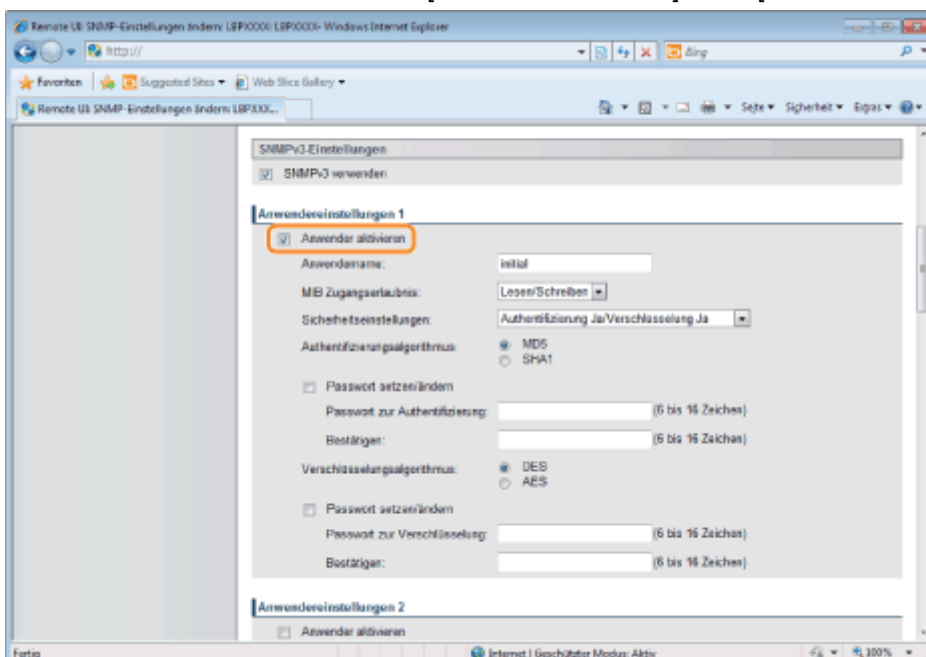 Remote UI: SNMP-Einstellungen ändern: LBPXXXX: LBPXXXX- Windows Internet Explorer
http://
Bing
Favoriten Suggested Sites Web Slice Gallery
Remote UI: SNMP-Einstellungen ändern: LBPXXX...
Seite Sicherheit Extras
SNMPv3-Einstellungen
SNMPv3 verwenden
Anwendereinstellungen 1
Anwender aktivieren
Anwendername: initial
MIB Zugangserlaubnis: Lesen/Schreiben
Sicherheitseinstellungen: Authentifizierung Ja/Verschlüsselung Ja
Authentifizierungsalgorithmus: MD5
SHA1
Passwort setzen/ändern
Passwort zur Authentifizierung: (6 bis 16 Zeichen)
Bestätigen: (6 bis 16 Zeichen)
Verschlüsselungsalgorithmus: DES
AES
Passwort setzen/ändern
Passwort zur Verschlüsselung: (6 bis 16 Zeichen)
Bestätigen: (6 bis 16 Zeichen)
Anwendereinstellungen 2
Anwender aktivieren
Fertig Internet | Geschützter Modus: Aktiv 100%